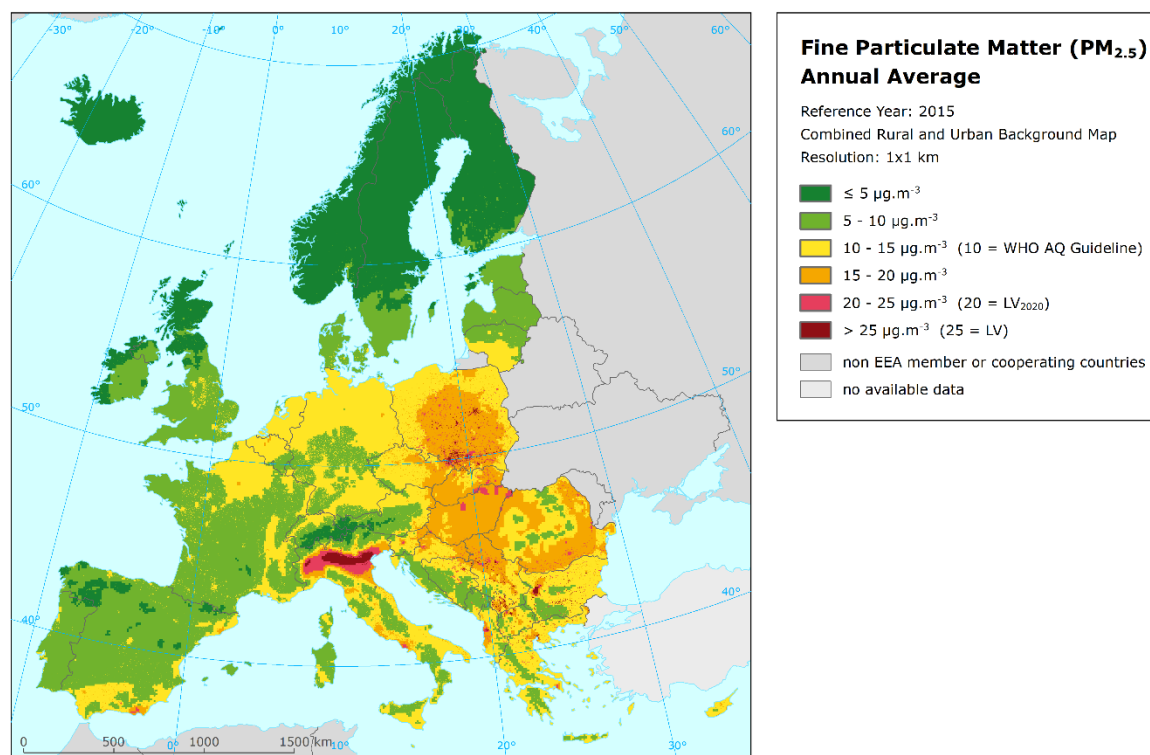 -30° -20° -10° 0° 10° 20° 30° 40° 50° 60°
60°
60°
50°
50°
40°
40°
0 500 1000 1500 km
0° 10° 20° 30°
Fine Particulate Matter (PM₂.₅)
Annual Average
Reference Year: 2015
Combined Rural and Urban Background Map
Resolution: 1x1 km
≤ 5 µg.m⁻³
5 - 10 µg.m⁻³
10 - 15 µg.m⁻³ (10 = WHO AQ Guideline)
15 - 20 µg.m⁻³
20 - 25 µg.m⁻³ (20 = LV₂₀₂₀)
> 25 µg.m⁻³ (25 = LV)
non EEA member or cooperating countries
no available data